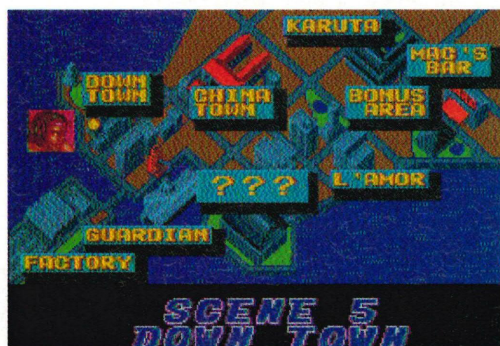 KARUTA
MAC'S
BAR
DOWN
TOWN
CHINA
TOWN
BONUS
AREA
???
L'AMOR
GUARDIAN
FACTORY
SCENE 5
DOWN TOWN